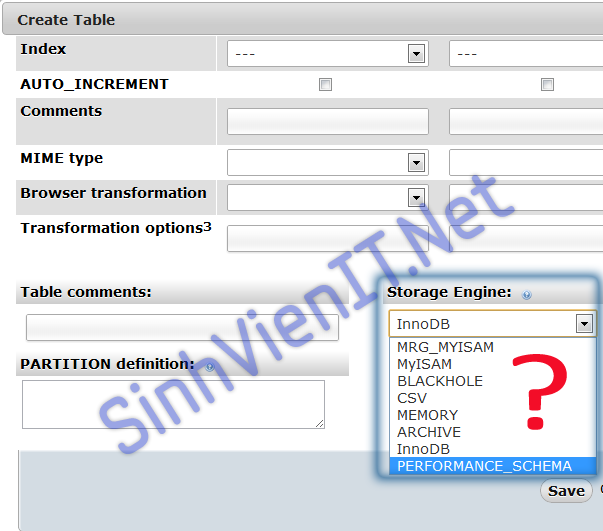 Create Table
Index
--- ---
AUTO_INCREMENT
Comments
MIME type
Browser transformation
Transformation options3
Table comments:
Storage Engine:
InnoDB
MRG_MYISAM
MyISAM
BLACKHOLE
CSV
MEMORY
ARCHIVE
InnoDB
PERFORMANCE_SCHEMA
?
PARTITION definition:
Save
SinhVienIT.Net